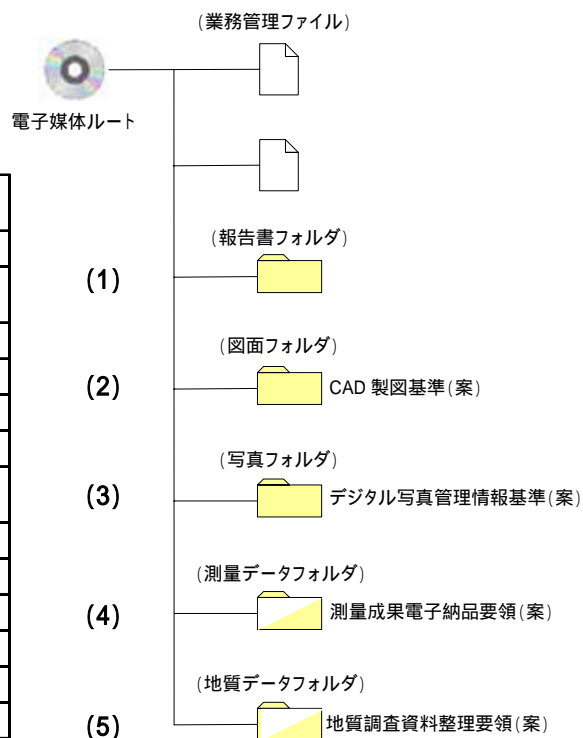 (業務管理ファイル)
電子媒体ルート
(報告書フォルダ)
(1)
(図面フォルダ)
(2)
CAD 製図基準(案)
(写真フォルダ)
(3)
デジタル写真管理情報基準(案)
(測量データフォルダ)
(4)
測量成果電子納品要領(案)
(地質データフォルダ)
(5)
地質調査資料整理要領(案)